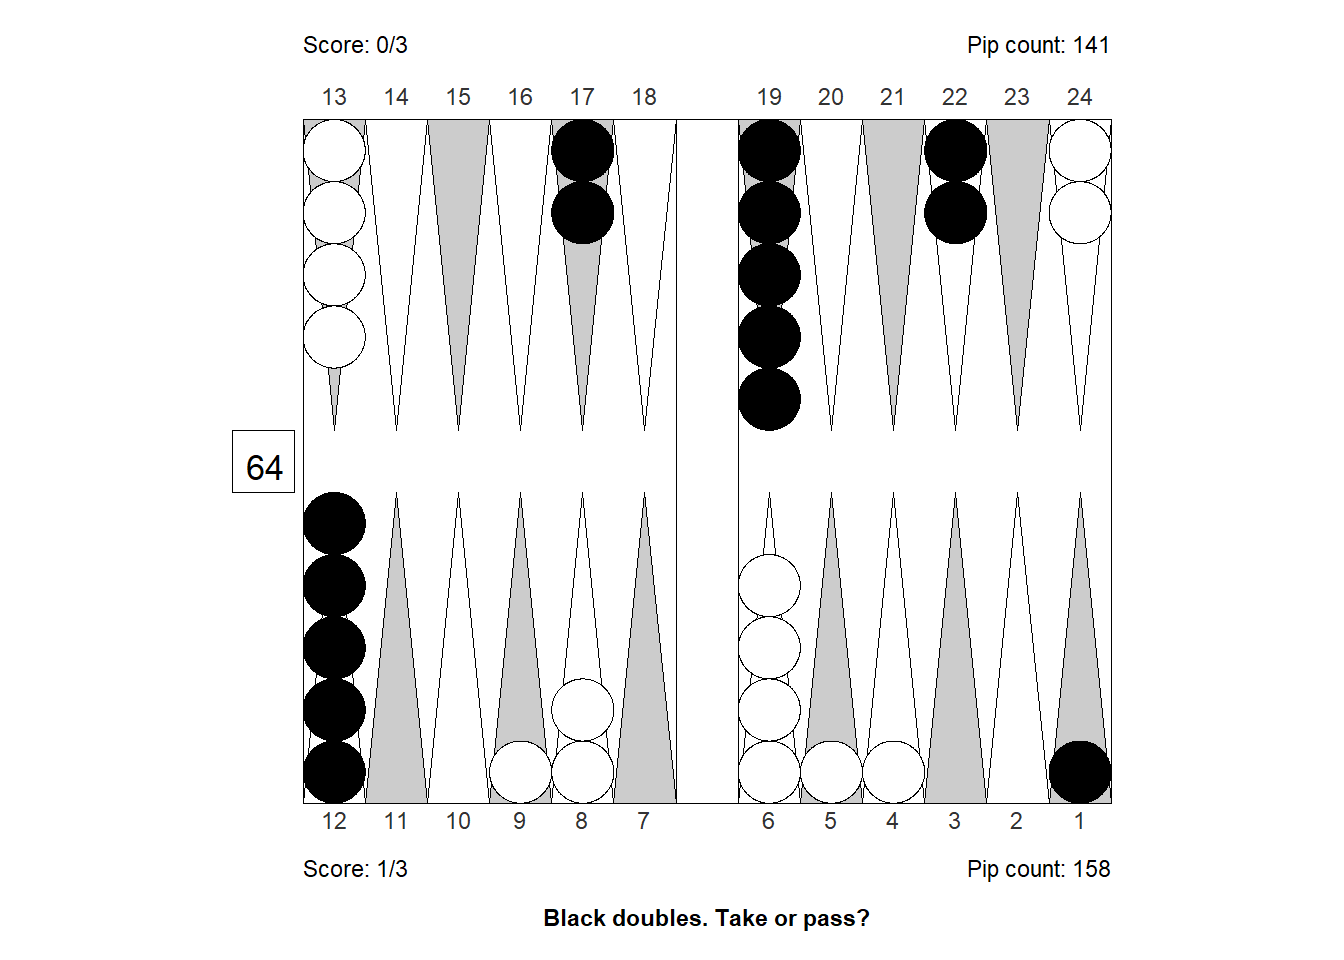 Score: 0/3 Pip count: 141
13 14 15 16 17 18 19 20 21 22 23 24
64
12 11 10 9 8 7 6 5 4 3 2 1
Score: 1/3 Pip count: 158
Black doubles. Take or pass?